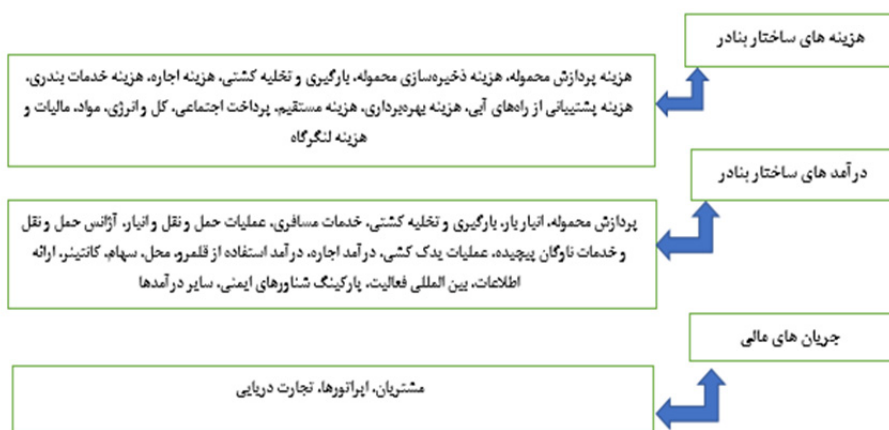 هزینه های ساختار بنادر
هزینه پردازش محموله، هزینه ذخیره‌سازی محموله، بارگیری و تخلیه کشتی، هزینه اجاره، هزینه خدمات بندری،
هزینه پشتیبانی از راه‌های آبی، هزینه بهره‌برداری، هزینه مستقیم، پرداخت اجتماعی، کل و انرژی، مواد، مالیات و
هزینه لنگرگاه
درآمد های ساختار بنادر
پردازش محموله، انبار بار، بارگیری و تخلیه کشتی، خدمات مسافری، عملیات حمل و نقل و انبار، آژانس حمل و نقل
و خدمات ناوگان پیچیده، عملیات یدک کشی، درآمد اجاره، درآمد استفاده از قلمرو، محل، سهام، کانتینر، ارائه
اطلاعات، بین المللی فعالیت، پارکینگ شناورهای ایمنی، سایر درآمدها
جریان های مالی
مشتریان، اپراتورها، تجارت دریایی